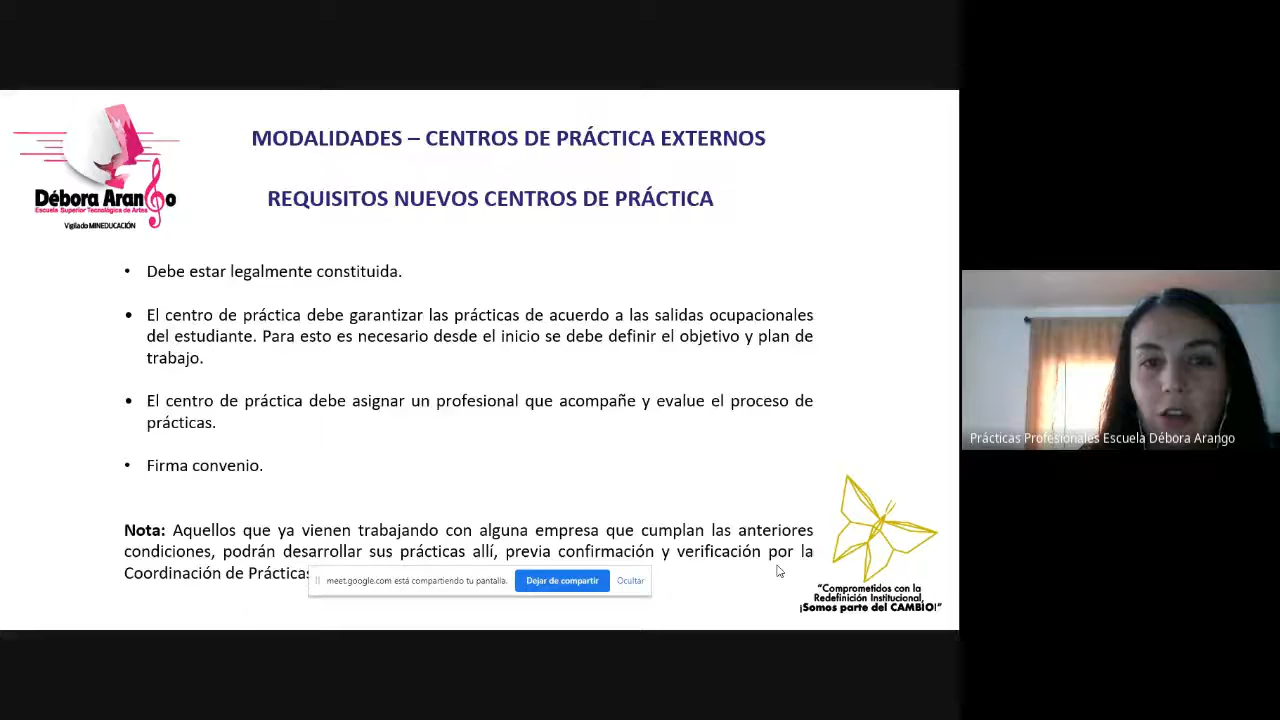 MODALIDADES – CENTROS DE PRÁCTICA EXTERNOS
REQUISITOS NUEVOS CENTROS DE PRÁCTICA
Débora Arango
Escuela Superior Tecnológica de Artes
Vigilado MINEDUCACIÓN
• Debe estar legalmente constituida.
• El centro de práctica debe garantizar las prácticas de acuerdo a las salidas ocupacionales
del estudiante. Para esto es necesario desde el inicio se debe definir el objetivo y plan de
trabajo.
• El centro de práctica debe asignar un profesional que acompañe y evalue el proceso de
prácticas.
• Firma convenio.
Nota: Aquellos que ya vienen trabajando con alguna empresa que cumplan las anteriores
condiciones, podrán desarrollar sus prácticas allí, previa confirmación y verificación por la
Coordinación de Prácticas
meet.google.com está compartiendo tu pantalla. Dejar de compartir Ocultar
“Comprometidos con la
Redefinición Institucional,
¡Somos parte del CAMBIO!”
Prácticas Profesionales Escuela Débora Arango